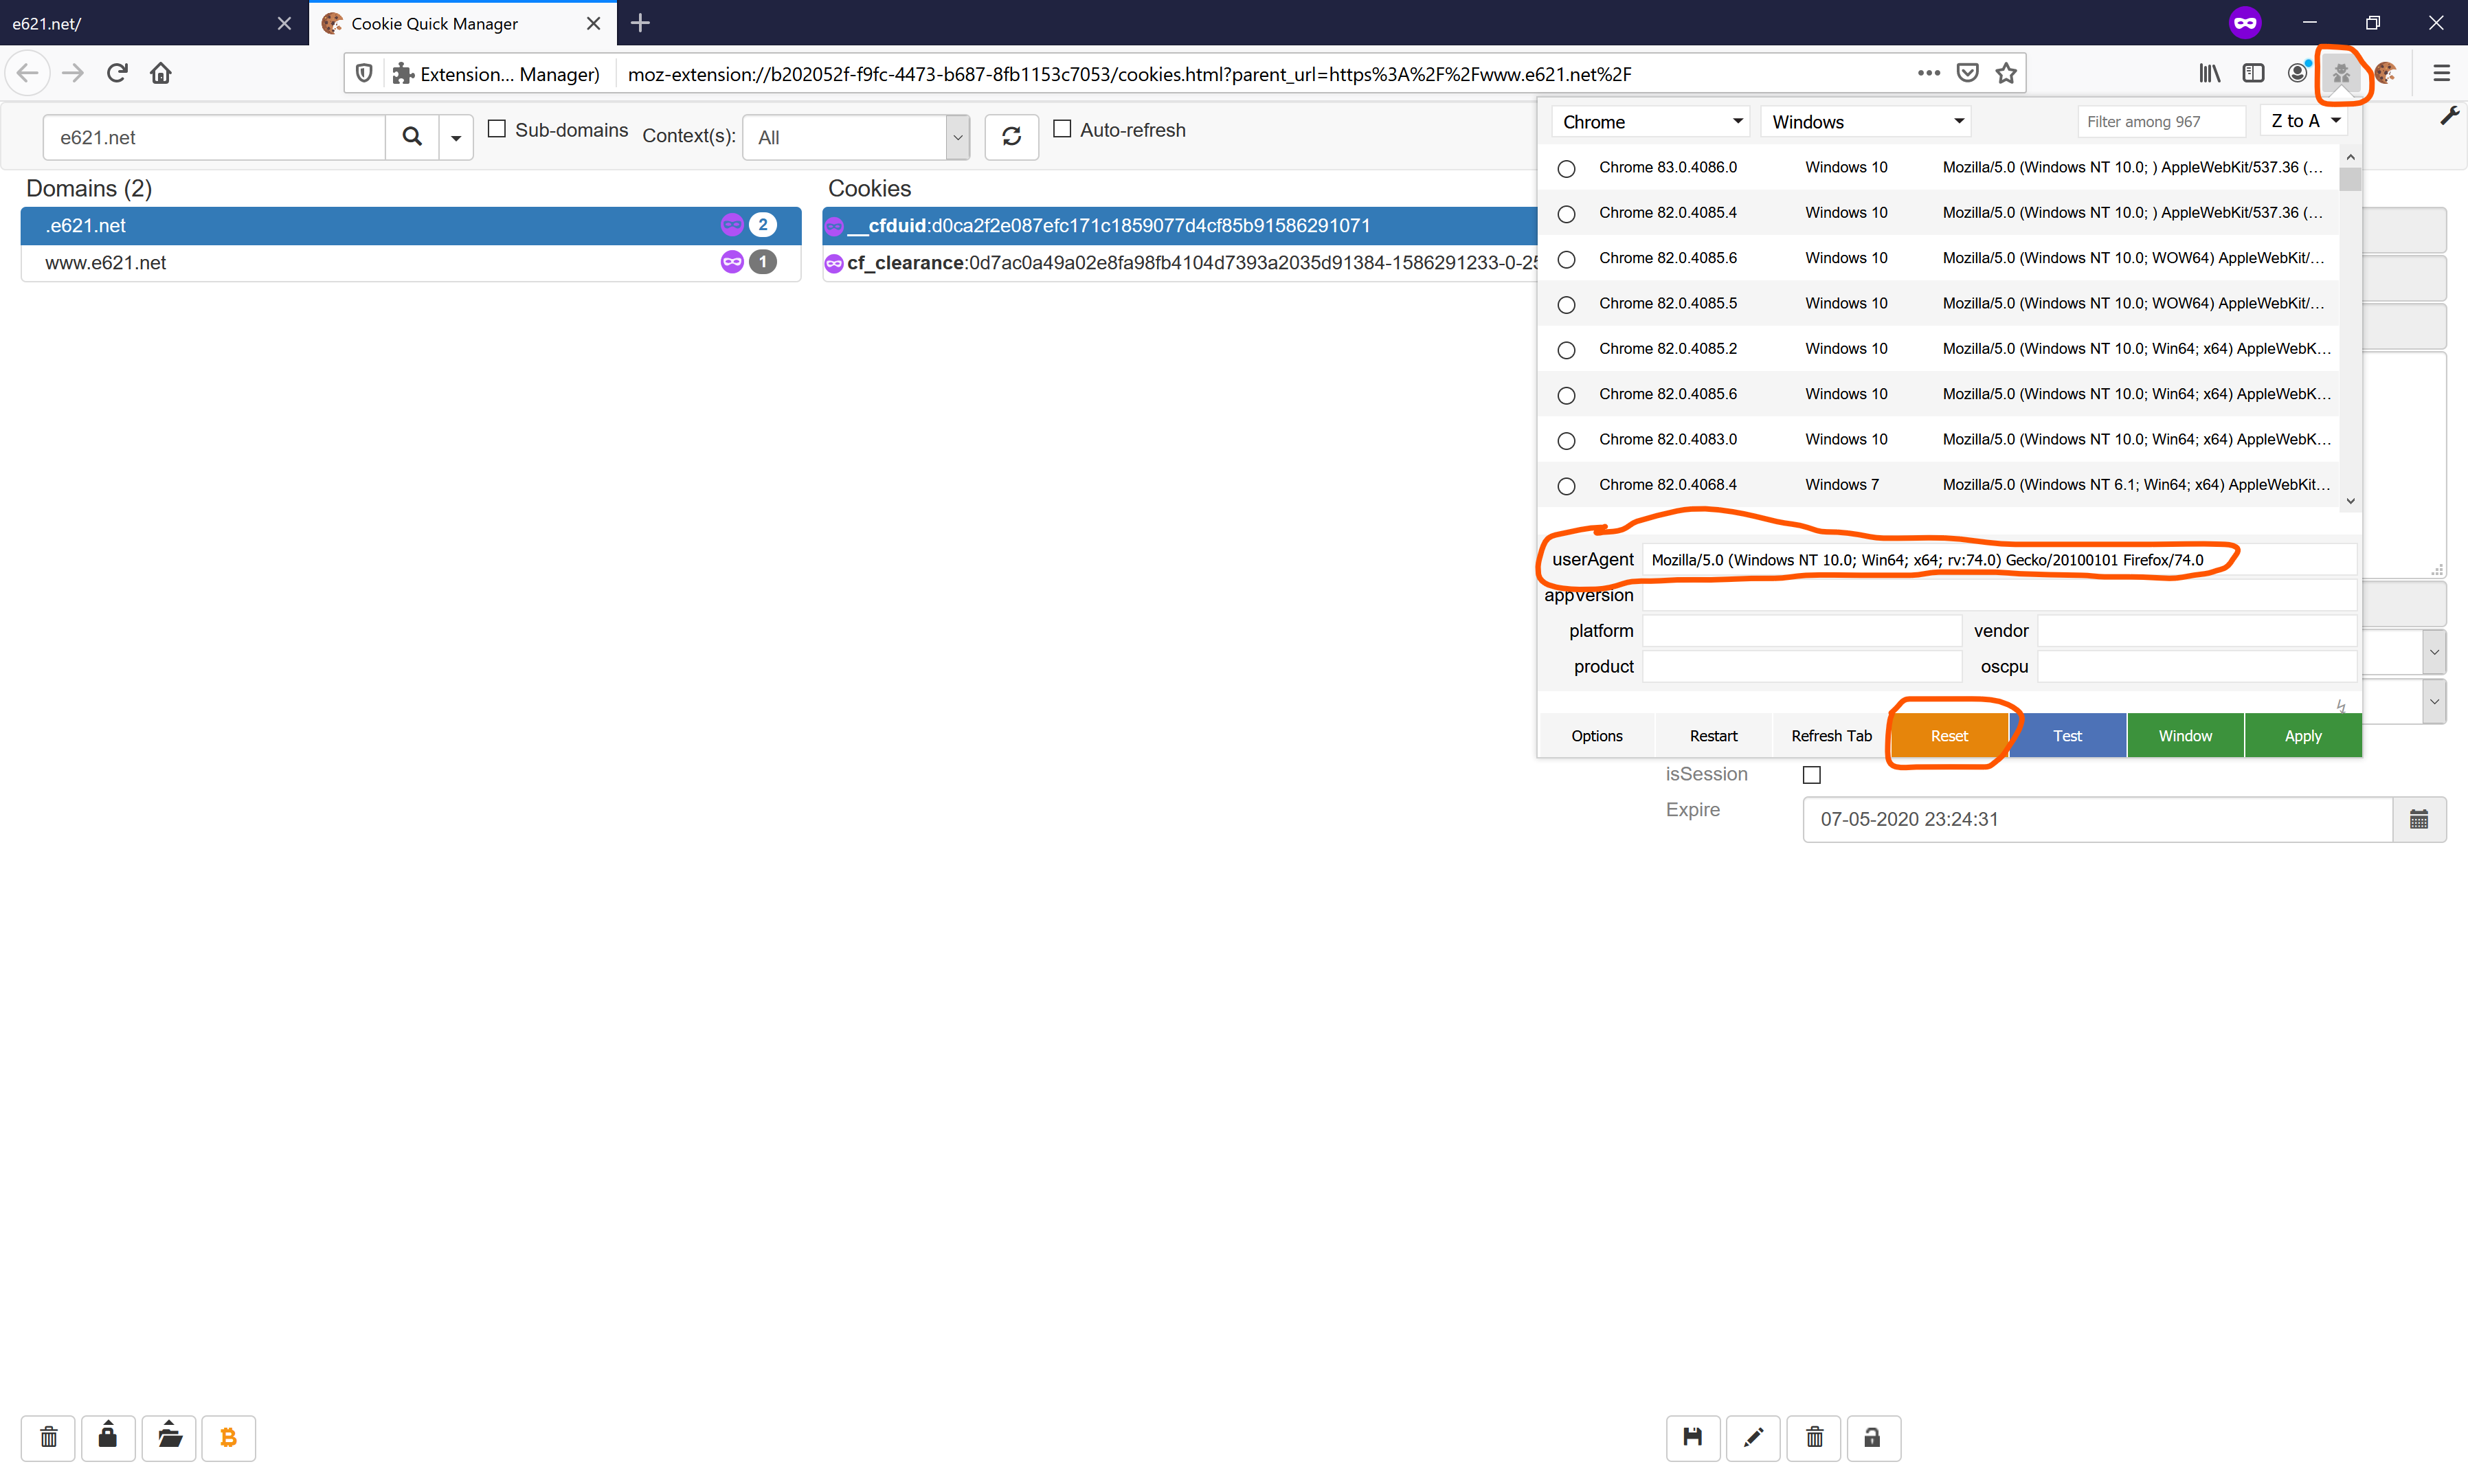 e621.net/
Cookie Quick Manager
Extension... Manager)
moz-extension://b202052f-f9fc-4473-b687-8fb1153c7053/cookies.html?parent_url=https%3A%2F%2Fwww.e621.net%2F
e621.net
Sub-domains
Context(s):
All
Auto-refresh
Domains (2)
.e621.net
2
www.e621.net
1
Cookies
__cfduid:d0ca2f2e087efc171c1859077d4cf85b91586291071
cf_clearance:0d7ac0a49a02e8fa98fb4104d7393a2035d91384-1586291233-0-25
Chrome
Windows
Filter among 967
Z to A
Chrome 83.0.4086.0 Windows 10 Mozilla/5.0 (Windows NT 10.0; ) AppleWebKit/537.36 (...
Chrome 82.0.4085.4 Windows 10 Mozilla/5.0 (Windows NT 10.0; ) AppleWebKit/537.36 (...
Chrome 82.0.4085.6 Windows 10 Mozilla/5.0 (Windows NT 10.0; WOW64) AppleWebKit/...
Chrome 82.0.4085.5 Windows 10 Mozilla/5.0 (Windows NT 10.0; WOW64) AppleWebKit/...
Chrome 82.0.4085.2 Windows 10 Mozilla/5.0 (Windows NT 10.0; Win64; x64) AppleWebK...
Chrome 82.0.4085.6 Windows 10 Mozilla/5.0 (Windows NT 10.0; Win64; x64) AppleWebK...
Chrome 82.0.4083.0 Windows 10 Mozilla/5.0 (Windows NT 10.0; Win64; x64) AppleWebK...
Chrome 82.0.4068.4 Windows 7 Mozilla/5.0 (Windows NT 6.1; Win64; x64) AppleWebKit...
userAgent Mozilla/5.0 (Windows NT 10.0; Win64; x64; rv:74.0) Gecko/20100101 Firefox/74.0
appVersion
platform vendor
product oscpu
Options Restart Refresh Tab Reset Test Window Apply
isSession
Expire 07-05-2020 23:24:31